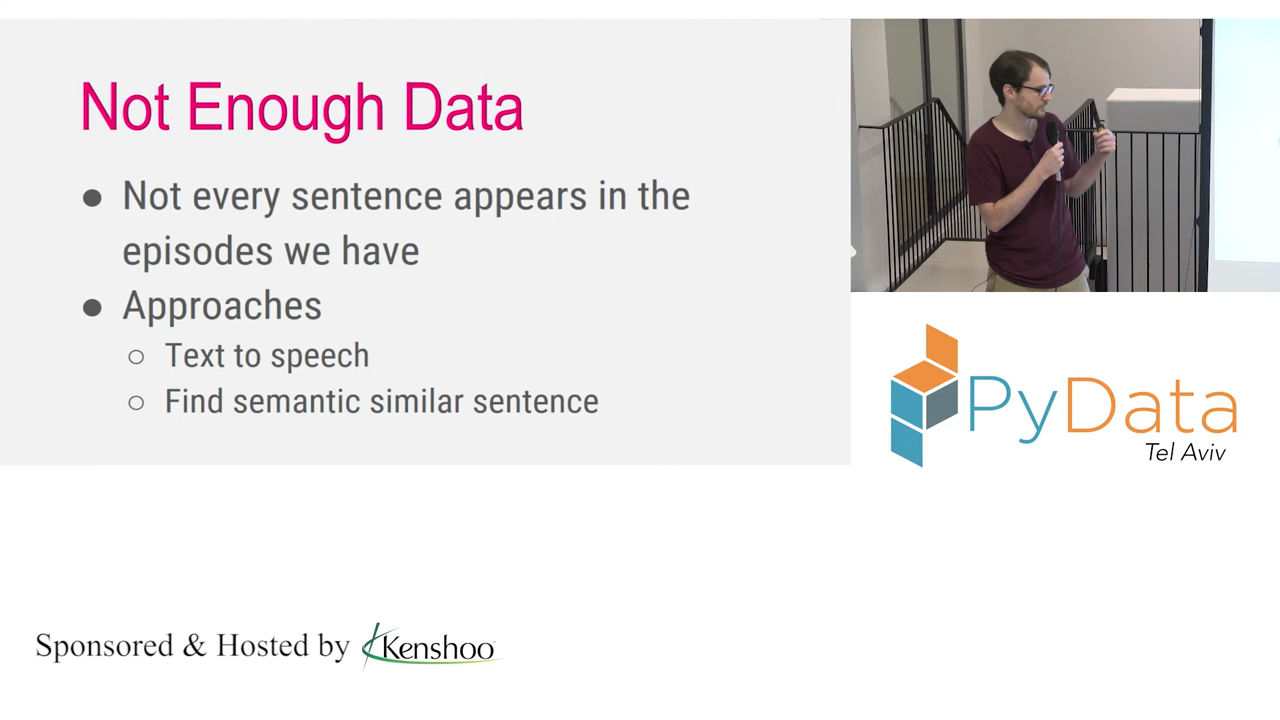 Not Enough Data
● Not every sentence appears in the
episodes we have
● Approaches
○ Text to speech
○ Find semantic similar sentence
PyData
Tel Aviv
Sponsored & Hosted by Kenshoo